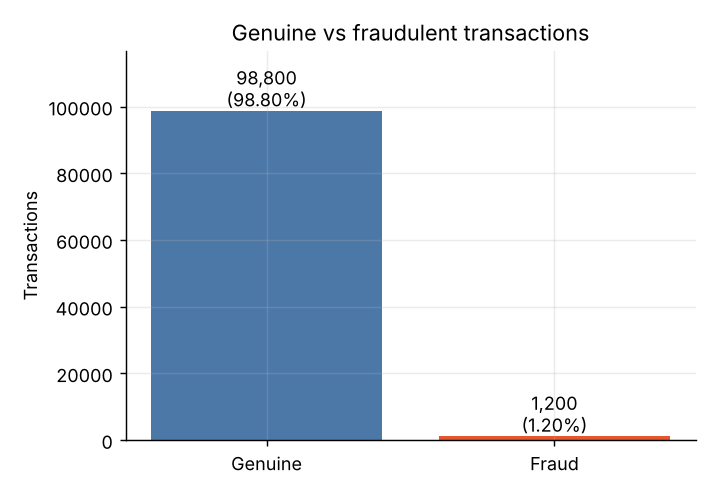 Genuine vs fraudulent transactions
Transactions
100000
80000
60000
40000
20000
0
98,800
(98.80%)
1,200
(1.20%)
Genuine
Fraud